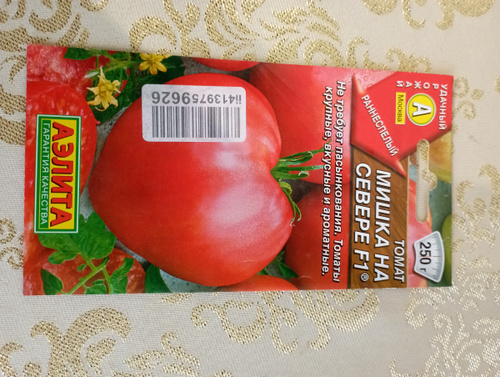 УДАЧНЫЙ
УРОЖАЙ
А
Москва
РАННЕСПЕЛЫЙ
ТОМАТ
МИШКА НА
СЕВЕРЕ F1®
250 г
Не требует пасынкования. Томаты
крупные, вкусные и ароматные.
ii4139759626
АЭЛИТА
ГАРАНТИЯ КАЧЕСТВА